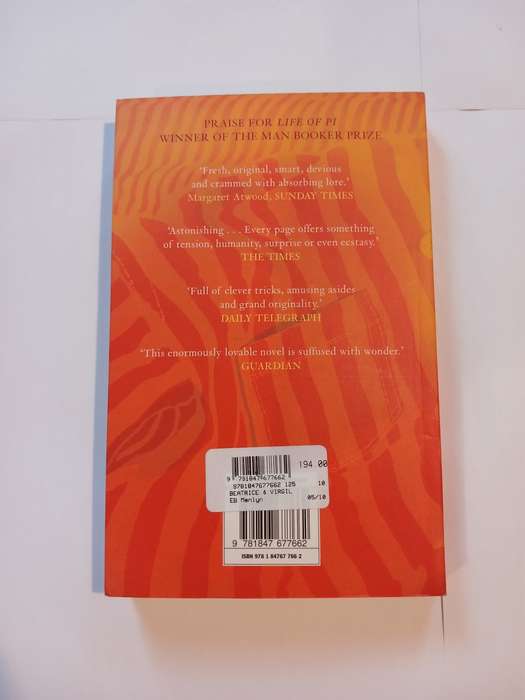 PRAISE FOR LIFE OF PI
WINNER OF THE MAN BOOKER PRIZE
'Fresh, original, smart, devious
and crammed with absorbing lore.'
Margaret Atwood, SUNDAY TIMES
'Astonishing . . . Every page offers something
of tension, humanity, surprise or even ecstasy.'
THE TIMES
'Full of clever tricks, amusing asides
and grand originality.'
DAILY TELEGRAPH
'This enormously lovable novel is suffused with wonder.'
GUARDIAN
194.00
9 781847 677662
9781847677662 125 10
BEATRICE & VIRGIL 05/10
EB Menlyn
9 781847 677662
ISBN 978 1 84767 766 2